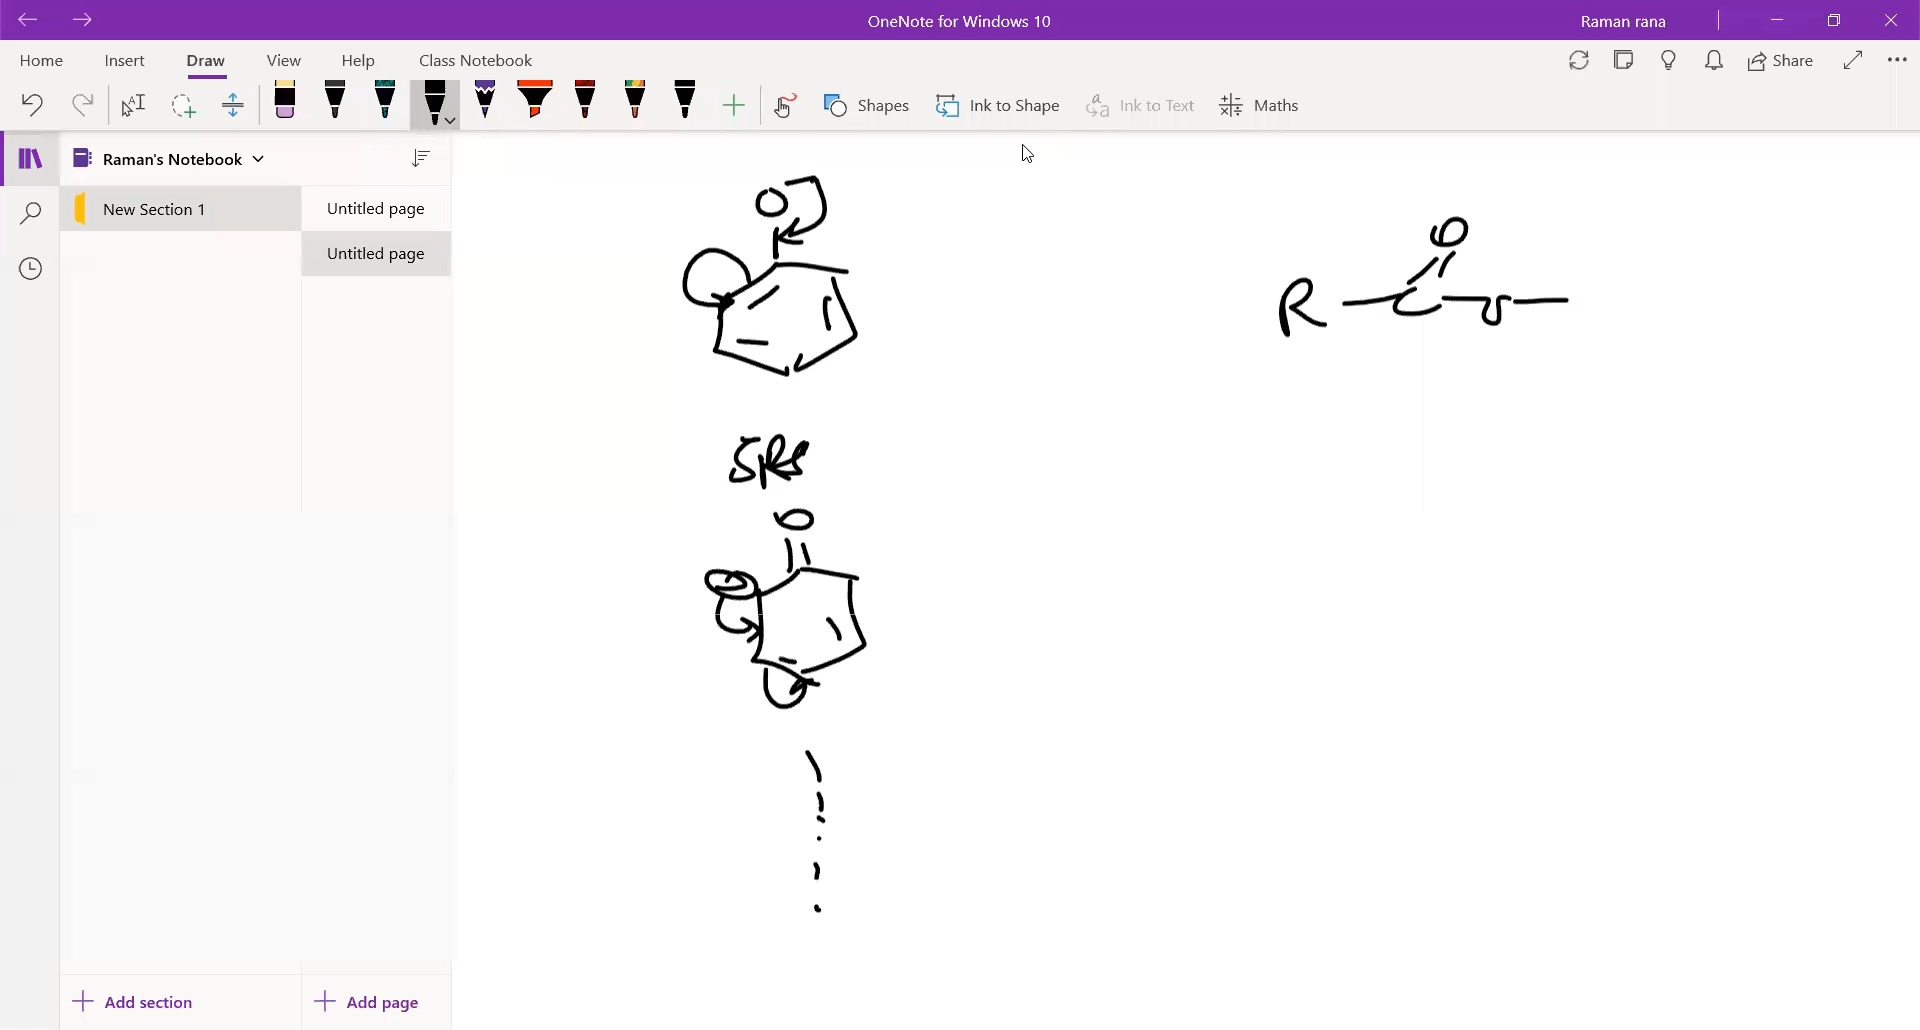 OneNote for Windows 10
Raman rana
Home
Insert
Draw
View
Help
Class Notebook
Share
Shapes
Ink to Shape
Ink to Text
Maths
Raman's Notebook
New Section 1
Untitled page
Untitled page
O
R
C
O
O
Add section
Add page